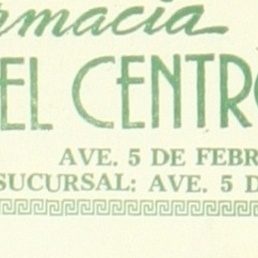 rmacia
EL CENTR
AVE. 5 DE FEBR
SUCURSAL: AVE. 5 D